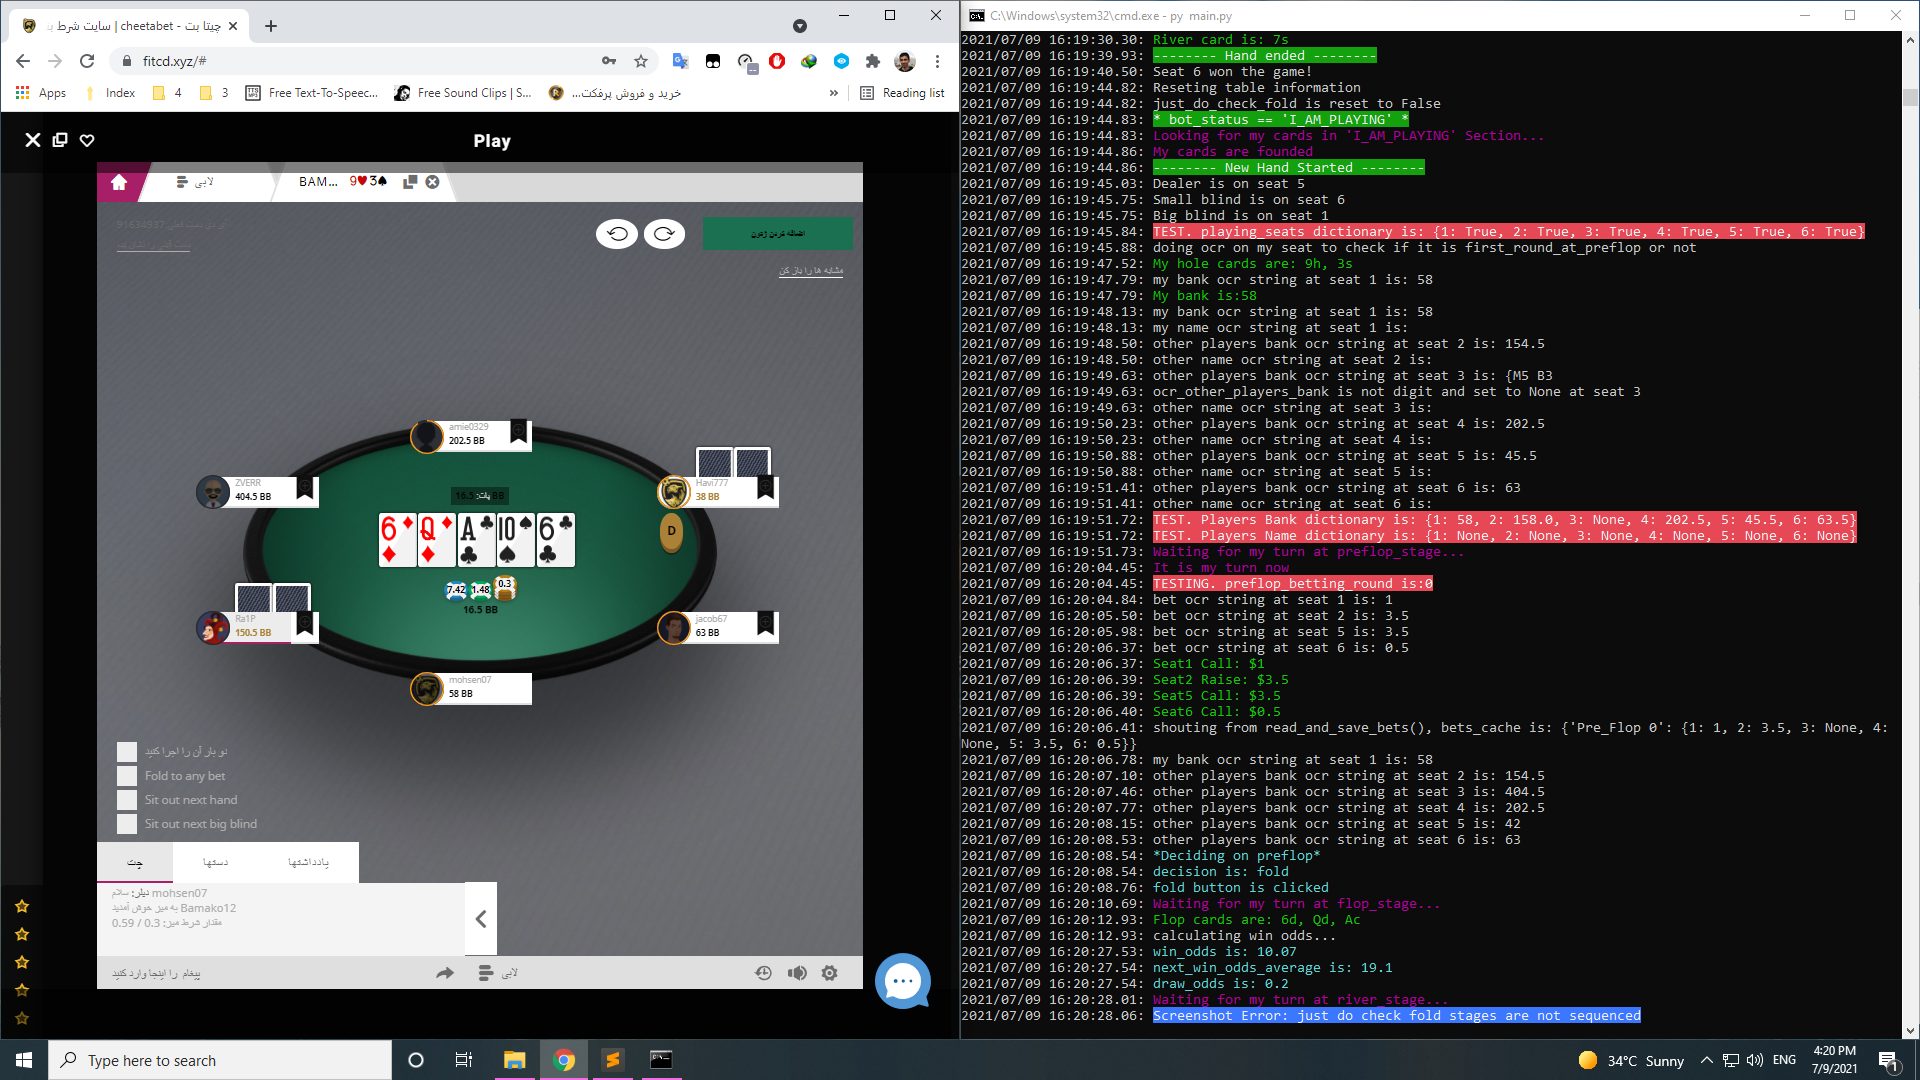 چیتا بت - cheetabet | سایت شرط ب
fitcd.xyz/#
Apps
Index
4
3
Free Text-To-Speec...
Free Sound Clips | S...
خرید و فروش پرفکت...
»
Reading list
Play
لابی
BAM... 9♥3♠
91634937
اضافه کردن ژتون
مشابه ها را باز کن
amie0329
202.5 BB
ZVERR
404.5 BB
Havi777
38 BB
پات: 16.5 BB
D
6 Q A 10 6
7.42 1.48 0.3
16.5 BB
Ra1P
150.5 BB
jacob67
63 BB
mohsen07
58 BB
دو بار آن را اجرا کنید
Fold to any bet
Sit out next hand
Sit out next big blind
چت
دستها
یادداشتها
دیلر: سلام mohsen07
به میز خوش آمدید Bamako12
مقدار شرط میز: 0.3 / 0.59
پیغام را اینجا وارد کنید
لابی
C:\Windows\system32\cmd.exe - py main.py
2021/07/09 16:19:30.30: River card is: 7s
2021/07/09 16:19:39.93: -------- Hand ended --------
2021/07/09 16:19:40.50: Seat 6 won the game!
2021/07/09 16:19:44.82: Reseting table information
2021/07/09 16:19:44.82: just_do_check_fold is reset to False
2021/07/09 16:19:44.83: * bot_status == 'I_AM_PLAYING' *
2021/07/09 16:19:44.83: Looking for my cards in 'I_AM_PLAYING' Section...
2021/07/09 16:19:44.86: My cards are founded
2021/07/09 16:19:44.86: -------- New Hand Started --------
2021/07/09 16:19:45.03: Dealer is on seat 5
2021/07/09 16:19:45.75: Small blind is on seat 6
2021/07/09 16:19:45.75: Big blind is on seat 1
2021/07/09 16:19:45.84: TEST. playing_seats dictionary is: {1: True, 2: True, 3: True, 4: True, 5: True, 6: True}
2021/07/09 16:19:45.88: doing ocr on my seat to check if it is first_round_at_preflop or not
2021/07/09 16:19:47.52: My hole cards are: 9h, 3s
2021/07/09 16:19:47.79: my bank ocr string at seat 1 is: 58
2021/07/09 16:19:47.79: My bank is:58
2021/07/09 16:19:48.13: my bank ocr string at seat 1 is: 58
2021/07/09 16:19:48.13: my name ocr string at seat 1 is:
2021/07/09 16:19:48.50: other players bank ocr string at seat 2 is: 154.5
2021/07/09 16:19:48.50: other name ocr string at seat 2 is:
2021/07/09 16:19:49.63: other players bank ocr string at seat 3 is: {M5 B3
2021/07/09 16:19:49.63: ocr_other_players_bank is not digit and set to None at seat 3
2021/07/09 16:19:49.63: other name ocr string at seat 3 is:
2021/07/09 16:19:50.23: other players bank ocr string at seat 4 is: 202.5
2021/07/09 16:19:50.23: other name ocr string at seat 4 is:
2021/07/09 16:19:50.88: other players bank ocr string at seat 5 is: 45.5
2021/07/09 16:19:50.88: other name ocr string at seat 5 is:
2021/07/09 16:19:51.41: other players bank ocr string at seat 6 is: 63
2021/07/09 16:19:51.41: other name ocr string at seat 6 is:
2021/07/09 16:19:51.72: TEST. Players Bank dictionary is: {1: 58, 2: 158.0, 3: None, 4: 202.5, 5: 45.5, 6: 63.5}
2021/07/09 16:19:51.72: TEST. Players Name dictionary is: {1: None, 2: None, 3: None, 4: None, 5: None, 6: None}
2021/07/09 16:19:51.73: Waiting for my turn at preflop_stage...
2021/07/09 16:20:04.45: It is my turn now
2021/07/09 16:20:04.45: TESTING. preflop_betting_round is:0
2021/07/09 16:20:04.84: bet ocr string at seat 1 is: 1
2021/07/09 16:20:05.50: bet ocr string at seat 2 is: 3.5
2021/07/09 16:20:05.98: bet ocr string at seat 5 is: 3.5
2021/07/09 16:20:06.37: bet ocr string at seat 6 is: 0.5
2021/07/09 16:20:06.37: Seat1 Call: $1
2021/07/09 16:20:06.39: Seat2 Raise: $3.5
2021/07/09 16:20:06.39: Seat5 Call: $3.5
2021/07/09 16:20:06.40: Seat6 Call: $0.5
2021/07/09 16:20:06.41: shouting from read_and_save_bets(), bets_cache is: {'Pre_Flop 0': {1: 1, 2: 3.5, 3: None, 4:
None, 5: 3.5, 6: 0.5}}
2021/07/09 16:20:06.78: my bank ocr string at seat 1 is: 58
2021/07/09 16:20:07.10: other players bank ocr string at seat 2 is: 154.5
2021/07/09 16:20:07.46: other players bank ocr string at seat 3 is: 404.5
2021/07/09 16:20:07.77: other players bank ocr string at seat 4 is: 202.5
2021/07/09 16:20:08.15: other players bank ocr string at seat 5 is: 42
2021/07/09 16:20:08.53: other players bank ocr string at seat 6 is: 63
2021/07/09 16:20:08.54: *Deciding on preflop*
2021/07/09 16:20:08.54: decision is: fold
2021/07/09 16:20:08.76: fold button is clicked
2021/07/09 16:20:10.69: Waiting for my turn at flop_stage...
2021/07/09 16:20:12.93: Flop cards are: 6d, Qd, Ac
2021/07/09 16:20:12.93: calculating win odds...
2021/07/09 16:20:27.53: win_odds is: 10.07
2021/07/09 16:20:27.54: next_win_odds_average is: 19.1
2021/07/09 16:20:27.54: draw_odds is: 0.2
2021/07/09 16:20:28.01: Waiting for my turn at river_stage...
2021/07/09 16:20:28.06: Screenshot Error: just do check fold stages are not sequenced
Type here to search
34°C Sunny
ENG
4:20 PM
7/9/2021
1